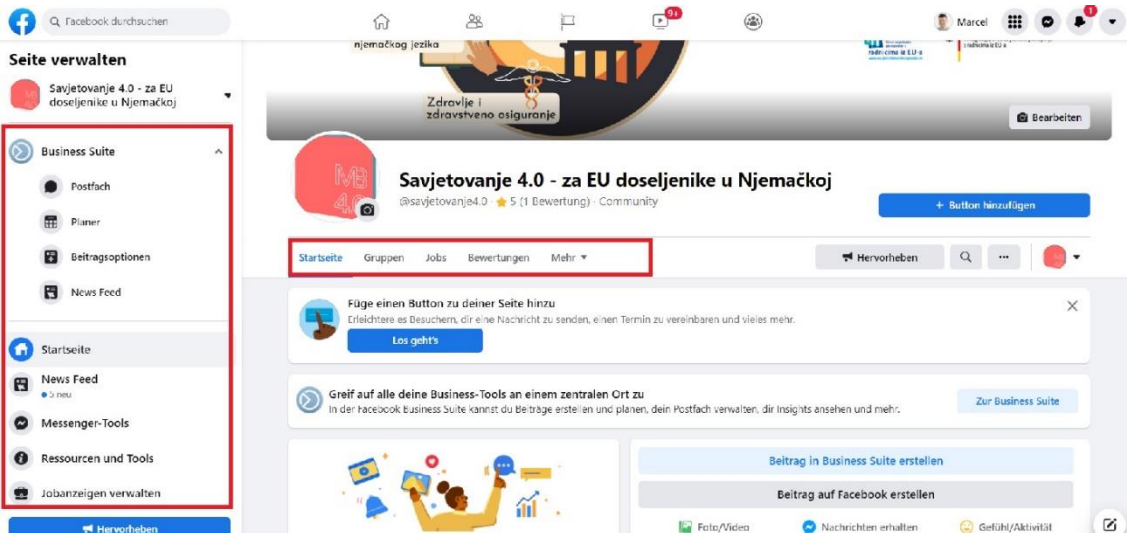 Facebook durchsuchen
9+
Marcel
1
Seite verwalten
Savjetovanje 4.0 - za EU
doseljenike u Njemačkoj
Business Suite
Postfach
Planer
Beitragsoptionen
News Feed
Startseite
News Feed
5 neu
Messenger-Tools
Ressourcen und Tools
Jobanzeigen verwalten
Hervorheben
njemačkog jezika
Zdravlje i
zdravstveno osiguranje
radnicima iz EU-a
Bearbeiten
MB
4.0
Savjetovanje 4.0 - za EU doseljenike u Njemačkoj
@savjetovanje4.0 · 5 (1 Bewertung) · Community
+ Button hinzufügen
Startseite Gruppen Jobs Bewertungen Mehr
Hervorheben
Füge einen Button zu deiner Seite hinzu
Erleichtere es Besuchern, dir eine Nachricht zu senden, einen Termin zu vereinbaren und vieles mehr.
Los geht's
Greif auf alle deine Business-Tools an einem zentralen Ort zu
In der Facebook Business Suite kannst du Beiträge erstellen und planen, dein Postfach verwalten, dir Insights ansehen und mehr.
Zur Business Suite
Beitrag in Business Suite erstellen
Beitrag auf Facebook erstellen
Foto/Video Nachrichten erhalten Gefühl/Aktivität